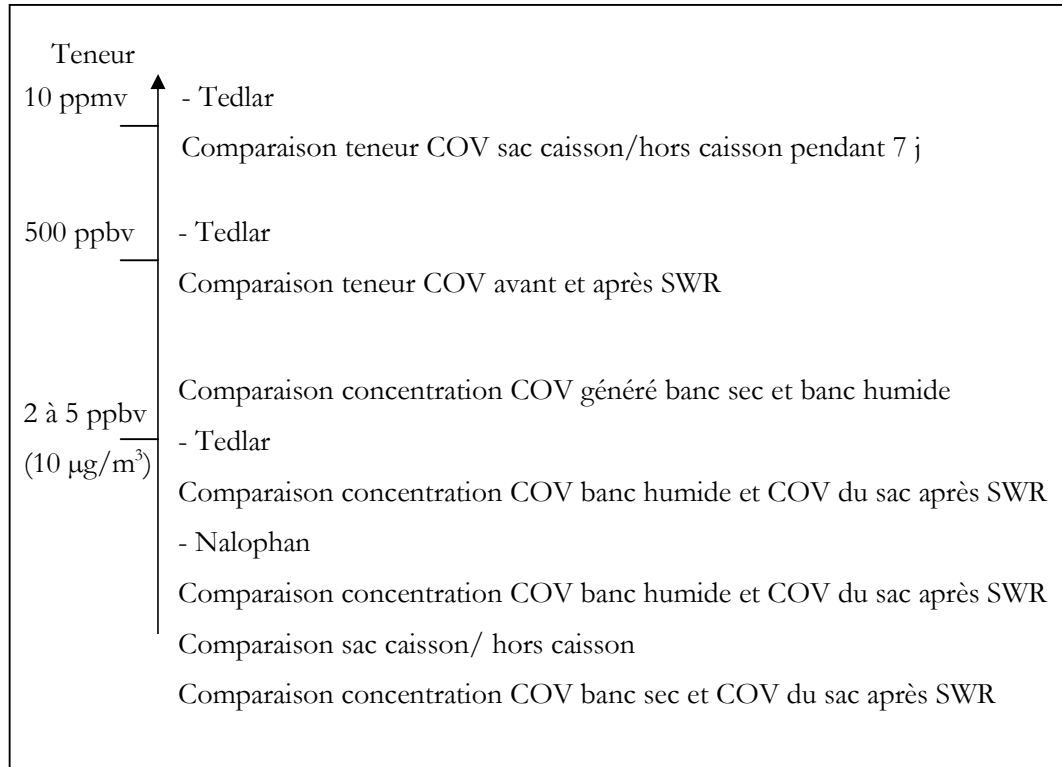 Teneur
10 ppmv - Tedlar
Comparaison teneur COV sac caisson/hors caisson pendant 7 j
500 ppbv - Tedlar
Comparaison teneur COV avant et après SWR
Comparaison concentration COV généré banc sec et banc humide
2 à 5 ppbv
- Tedlar
(10 µg/m³)
Comparaison concentration COV banc humide et COV du sac après SWR
- Nalophan
Comparaison concentration COV banc humide et COV du sac après SWR
Comparaison sac caisson/ hors caisson
Comparaison concentration COV banc sec et COV du sac après SWR